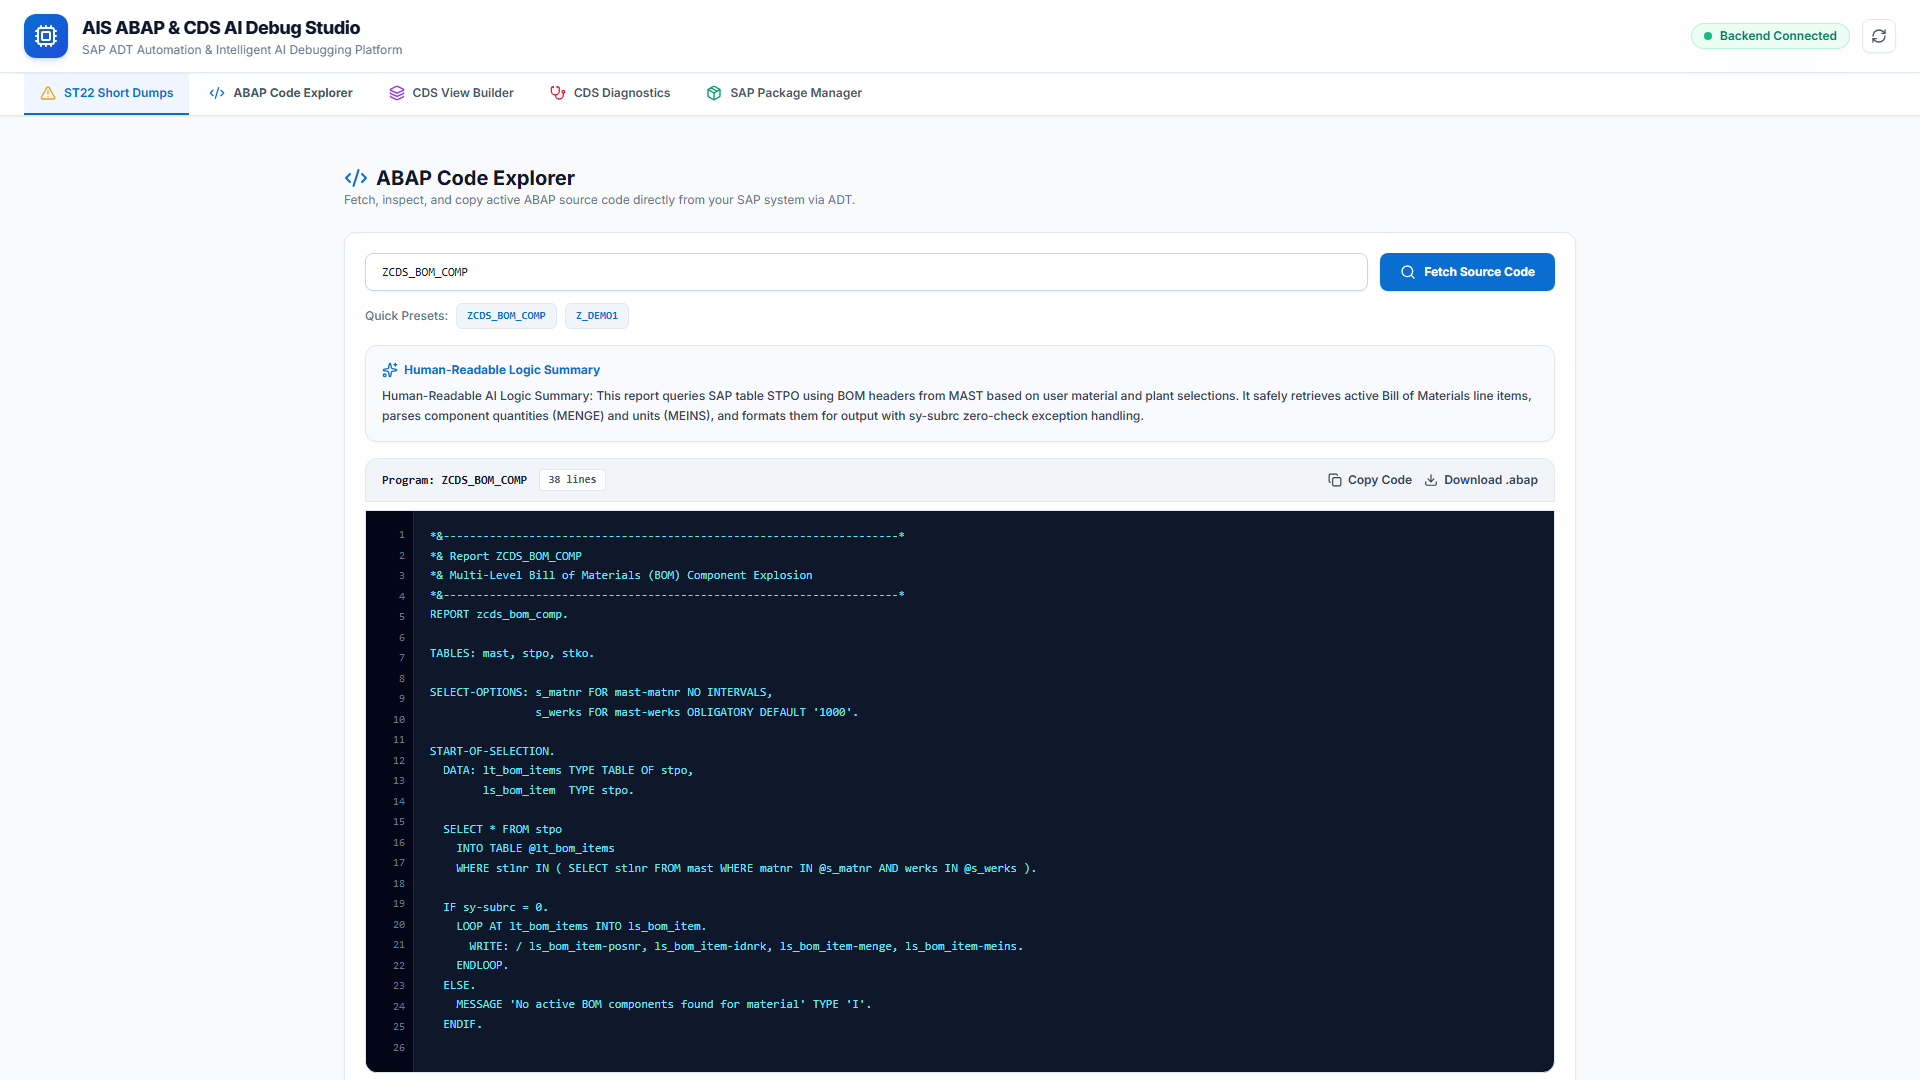 AIS ABAP & CDS AI Debug Studio
SAP ADT Automation & Intelligent AI Debugging Platform
Backend Connected
ST22 Short Dumps
ABAP Code Explorer
CDS View Builder
CDS Diagnostics
SAP Package Manager
ABAP Code Explorer
Fetch, inspect, and copy active ABAP source code directly from your SAP system via ADT.
ZCDS_BOM_COMP
Fetch Source Code
Quick Presets: ZCDS_BOM_COMP Z_DEMO1
Human-Readable Logic Summary
Human-Readable AI Logic Summary: This report queries SAP table STPO using BOM headers from MAST based on user material and plant selections. It safely retrieves active Bill of Materials line items,
parses component quantities (MENGE) and units (MEINS), and formats them for output with sy-subrc zero-check exception handling.
Program: ZCDS_BOM_COMP 38 lines
Copy Code
Download .abap
1 *&---------------------------------------------------------------------*
2 *& Report ZCDS_BOM_COMP
3 *& Multi-Level Bill of Materials (BOM) Component Explosion
4 *&---------------------------------------------------------------------*
5 REPORT zcds_bom_comp.
6
7 TABLES: mast, stpo, stko.
8
9 SELECT-OPTIONS: s_matnr FOR mast-matnr NO INTERVALS,
10 s_werks FOR mast-werks OBLIGATORY DEFAULT '1000'.
11
12 START-OF-SELECTION.
13 DATA: lt_bom_items TYPE TABLE OF stpo,
14 ls_bom_item TYPE stpo.
15
16 SELECT * FROM stpo
17 INTO TABLE @lt_bom_items
18 WHERE stlnr IN ( SELECT stlnr FROM mast WHERE matnr IN @s_matnr AND werks IN @s_werks ).
19
20 IF sy-subrc = 0.
21 LOOP AT lt_bom_items INTO ls_bom_item.
22 WRITE: / ls_bom_item-posnr, ls_bom_item-idnrk, ls_bom_item-menge, ls_bom_item-meins.
23 ENDLOOP.
24 ELSE.
25 MESSAGE 'No active BOM components found for material' TYPE 'I'.
26 ENDIF.